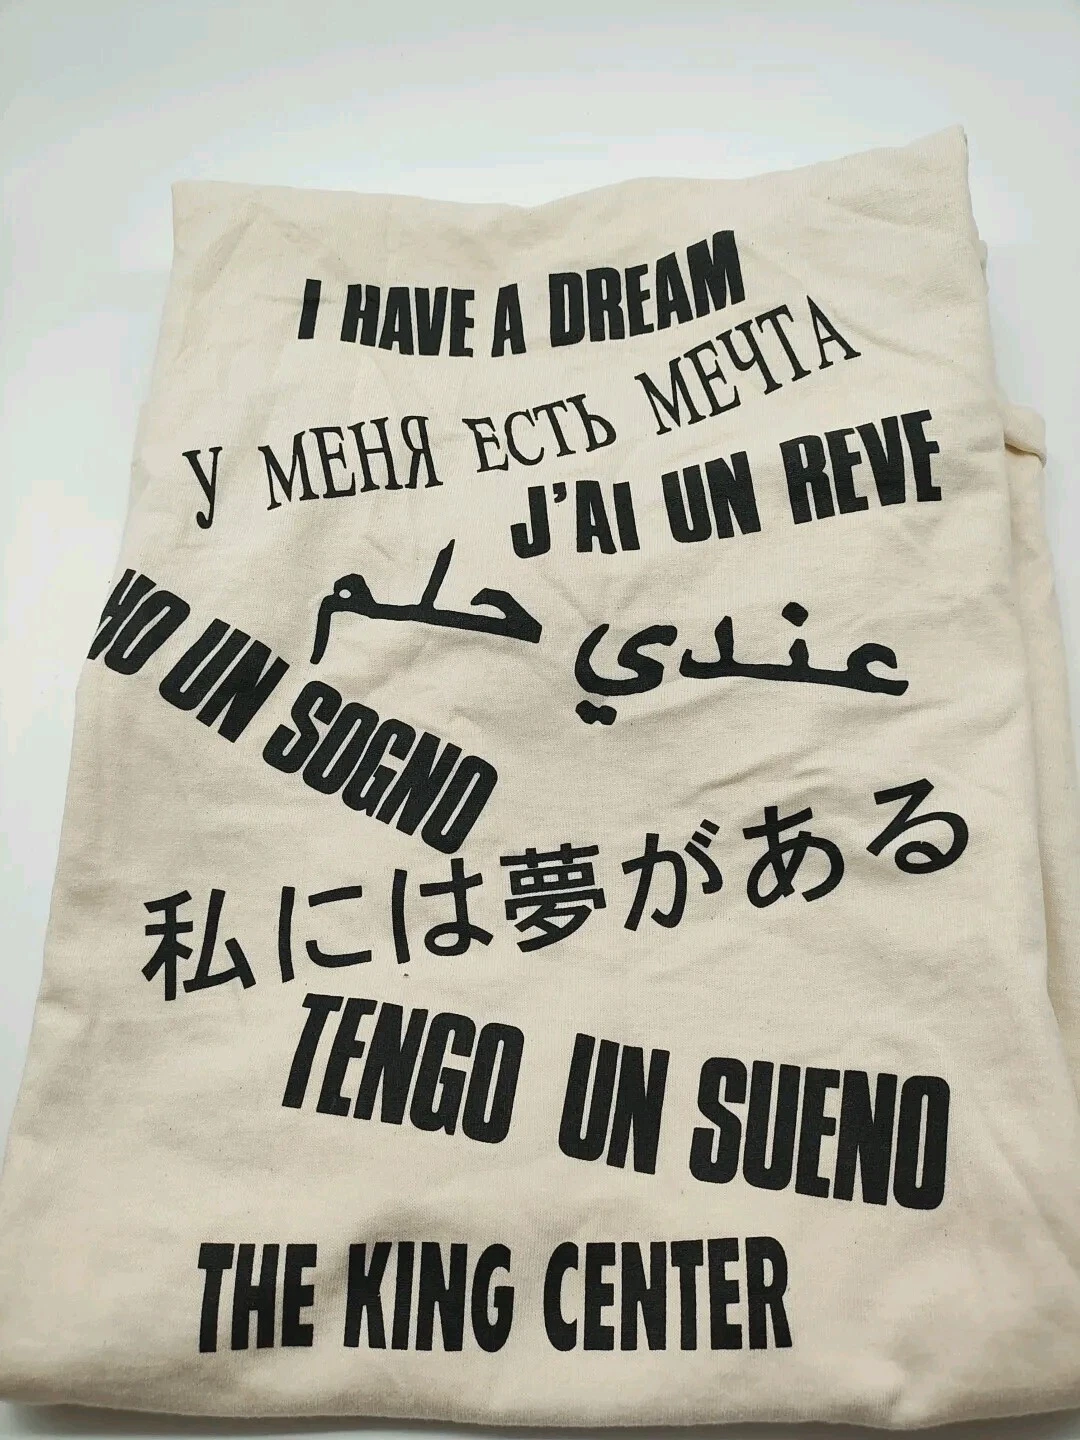 I HAVE A DREAM
У МЕНЯ ЕСТЬ МЕЧТА
J'AI UN REVE
عندي حلم
HO UN SOGNO
私には夢がある
TENGO UN SUENO
THE KING CENTER